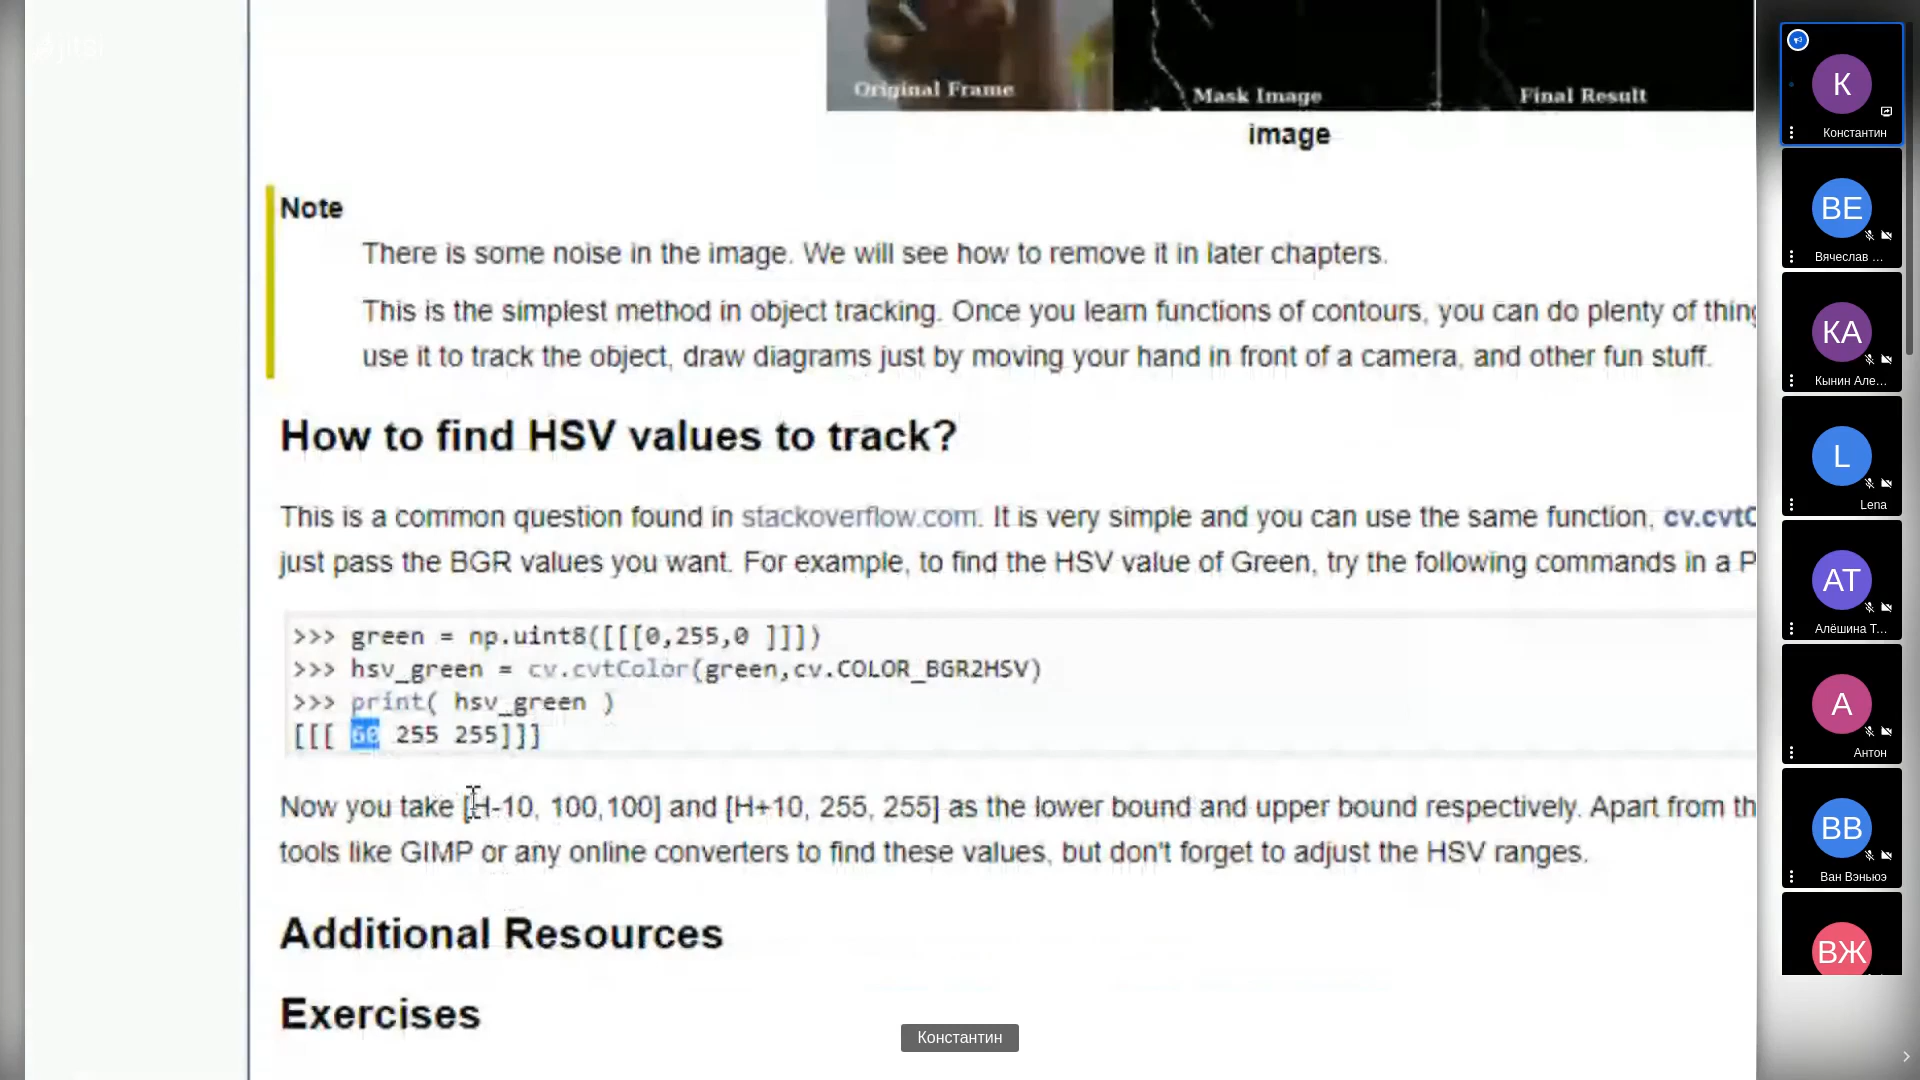 Original Frame
Mask Image
Final Result
image
Note
There is some noise in the image. We will see how to remove it in later chapters.
This is the simplest method in object tracking. Once you learn functions of contours, you can do plenty of thing
use it to track the object, draw diagrams just by moving your hand in front of a camera, and other fun stuff.
How to find HSV values to track?
This is a common question found in stackoverflow.com. It is very simple and you can use the same function, cv.cvtC
just pass the BGR values you want. For example, to find the HSV value of Green, try the following commands in a P
>>> green = np.uint8([[[0,255,0 ]]])
>>> hsv_green = cv.cvtColor(green,cv.COLOR_BGR2HSV)
>>> print( hsv_green )
[[[ 60 255 255]]]
Now you take [H-10, 100,100] and [H+10, 255, 255] as the lower bound and upper bound respectively. Apart from th
tools like GIMP or any online converters to find these values, but don't forget to adjust the HSV ranges.
Additional Resources
Exercises
Константин
К
Константин
ВЕ
Вячеслав ...
КА
Кынин Але...
L
Lena
АТ
Алёшина Т...
А
Антон
ВВ
Ван Вэньюэ
ВЖ